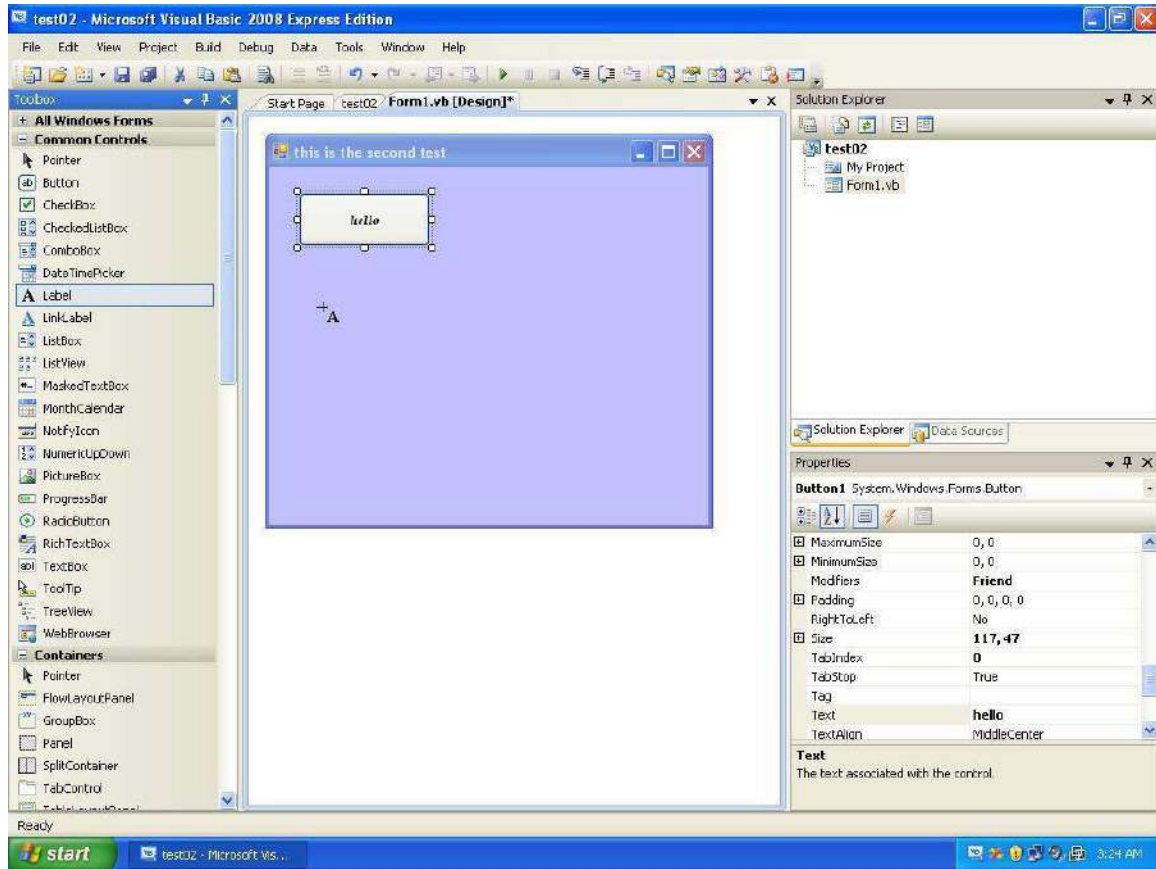 test02 - Microsoft Visual Basic 2008 Express Edition
File Edit View Project Build Debug Data Tools Window Help
Toolbox
All Windows Forms
Common Controls
Pointer
Button
CheckBox
CheckedListBox
ComboBox
DateTimePicker
A Label
A LinkLabel
ListBox
ListView
MaskedTextBox
MonthCalendar
NotifyIcon
NumericUpDown
PictureBox
ProgressBar
RadioButton
RichTextBox
TextBox
ToolTip
TreeView
WebBrowser
Containers
Pointer
FlowLayoutPanel
GroupBox
Panel
SplitContainer
TabControl
Start Page test02 Form1.vb [Design]*
this is the second test
hello
A
Solution Explorer
test02
My Project
Form1.vb
Solution Explorer Data Sources
Properties
Button1 System.Windows.Forms.Button
MaximumSize 0, 0
MinimumSize 0, 0
Modifiers Friend
Padding 0, 0, 0, 0
RightToLeft No
Size 117, 47
TabIndex 0
TabStop True
Tag
Text hello
TextAlign MiddleCenter
Text
The text associated with the control.
Ready
start test02 - Microsoft Vis... 3:24 AM